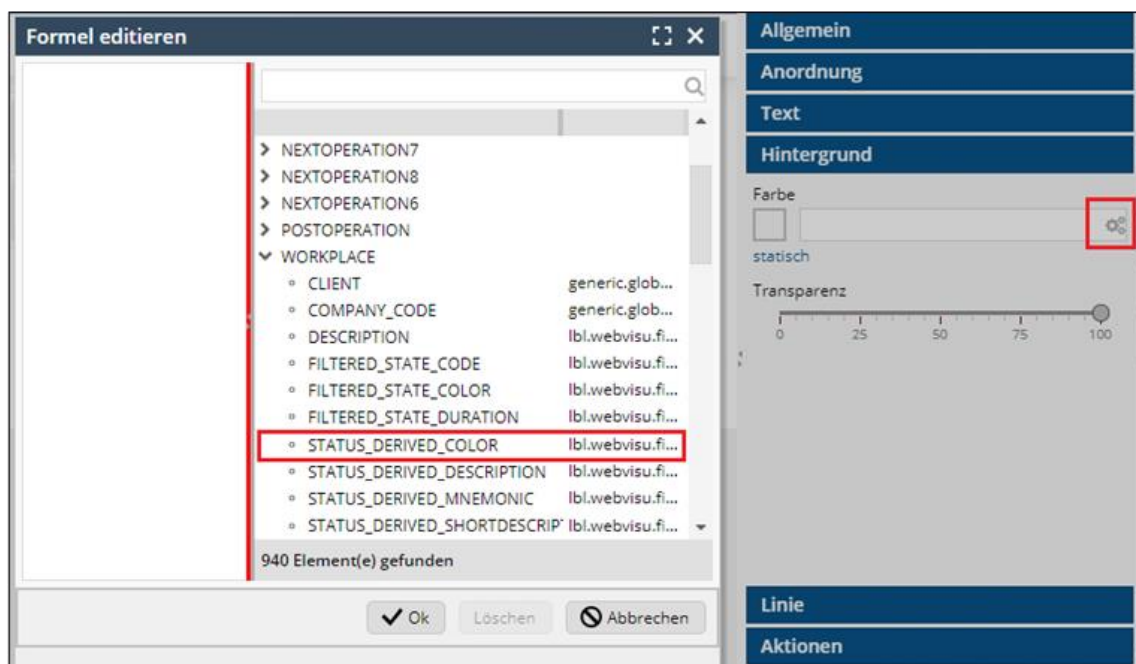 Formel editieren
NEXTOPERATION7
NEXTOPERATION8
NEXTOPERATION6
POSTOPERATION
WORKPLACE
CLIENT generic.glob...
COMPANY_CODE generic.glob...
DESCRIPTION lbl.webvisu.fi...
FILTERED_STATE_CODE lbl.webvisu.fi...
FILTERED_STATE_COLOR lbl.webvisu.fi...
FILTERED_STATE_DURATION lbl.webvisu.fi...
STATUS_DERIVED_COLOR lbl.webvisu.fi...
STATUS_DERIVED_DESCRIPTION lbl.webvisu.fi...
STATUS_DERIVED_MNEMONIC lbl.webvisu.fi...
STATUS_DERIVED_SHORTDESCRIP lbl.webvisu.fi...
940 Element(e) gefunden
Ok Löschen Abbrechen
Allgemein
Anordnung
Text
Hintergrund
Farbe
statisch
Transparenz
0 25 50 75 100
Linie
Aktionen